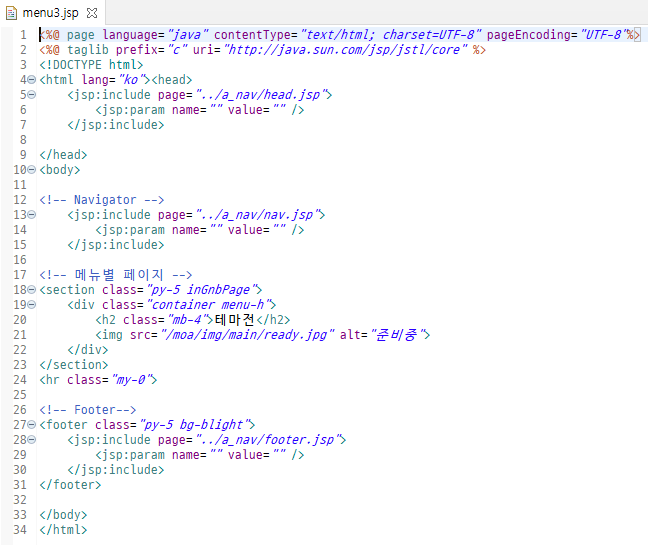 menu3.jsp
1 <%@ page language="java" contentType="text/html; charset=UTF-8" pageEncoding="UTF-8"%>
2 <%@ taglib prefix="c" uri="http://java.sun.com/jsp/jstl/core" %>
3 <!DOCTYPE html>
4 <html lang="ko"><head>
5     <jsp:include page="../a_nav/head.jsp">
6         <jsp:param name="" value="" />
7     </jsp:include>
8
9 </head>
10 <body>
11
12 <!-- Navigator -->
13     <jsp:include page="../a_nav/nav.jsp">
14         <jsp:param name="" value="" />
15     </jsp:include>
16
17 <!-- 메뉴별 페이지 -->
18 <section class="py-5 inGnbPage">
19     <div class="container menu-h">
20         <h2 class="mb-4">테마전</h2>
21         <img src="/moa/img/main/ready.jpg" alt="준비중">
22     </div>
23 </section>
24 <hr class="my-0">
25
26 <!-- Footer-->
27 <footer class="py-5 bg-blight">
28     <jsp:include page="../a_nav/footer.jsp">
29         <jsp:param name="" value="" />
30     </jsp:include>
31 </footer>
32
33 </body>
34 </html>